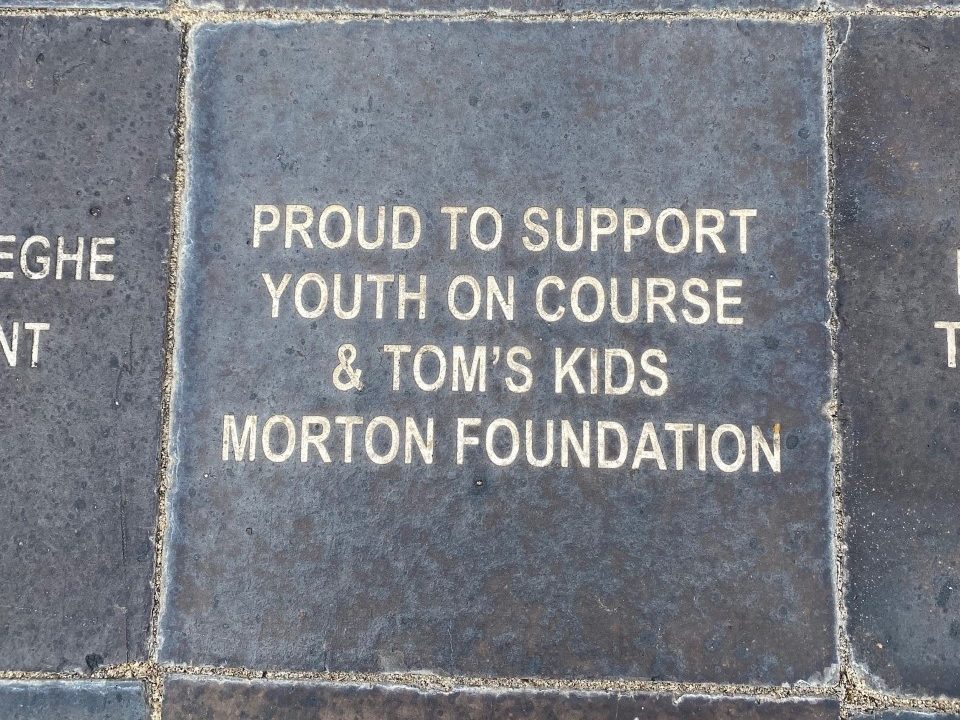 PROUD TO SUPPORT
YOUTH ON COURSE
& TOM'S KIDS
MORTON FOUNDATION